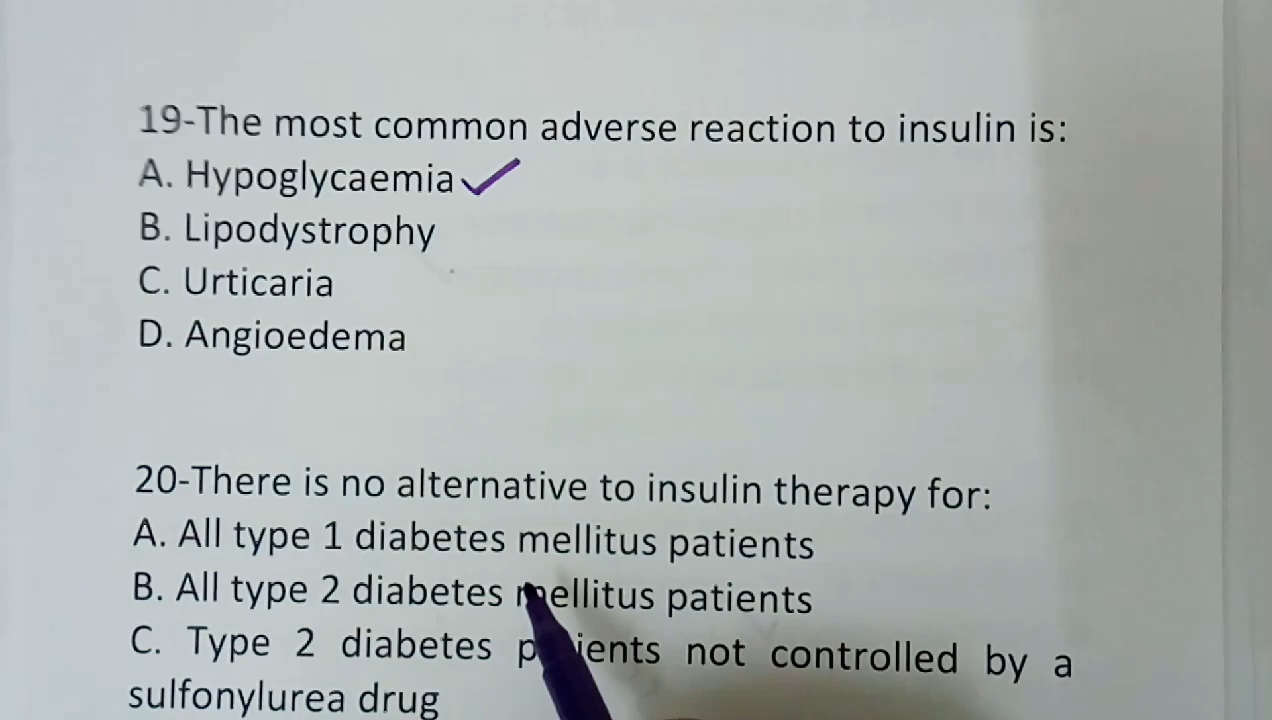 19-The most common adverse reaction to insulin is:
A. Hypoglycaemia
B. Lipodystrophy
C. Urticaria
D. Angioedema
20-There is no alternative to insulin therapy for:
A. All type 1 diabetes mellitus patients
B. All type 2 diabetes mellitus patients
C. Type 2 diabetes patients not controlled by a
sulfonylurea drug